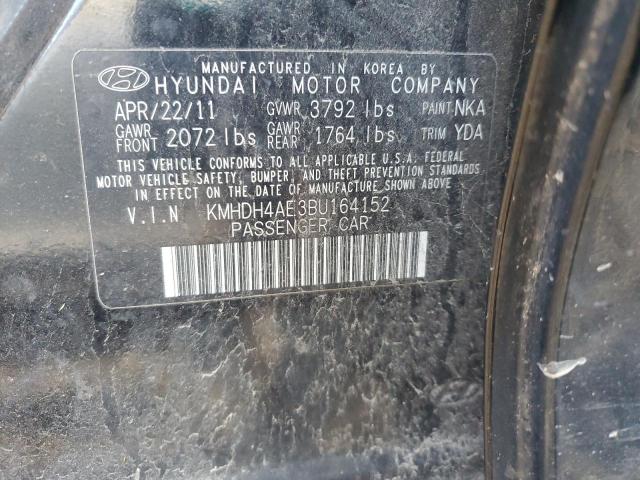 MANUFACTURED IN KOREA BY
HYUNDAI MOTOR COMPANY
APR/22/11 GVWR 3792 lbs PAINT NKA
GAWR FRONT 2072 lbs GAWR REAR 1764 lbs TRIM YDA
THIS VEHICLE CONFORMS TO ALL APPLICABLE U.S.A. FEDERAL
MOTOR VEHICLE SAFETY, BUMPER, AND THEFT PREVENTION STANDARDS
IN EFFECT ON THE DATE OF MANUFACTURE SHOWN ABOVE.
V.I.N KMHDH4AE3BU164152
PASSENGER CAR